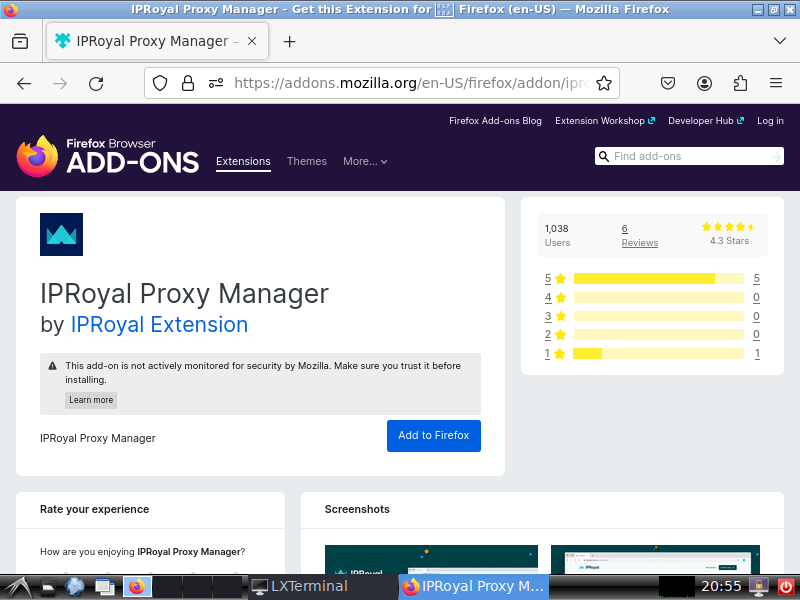 IPRoyal Proxy Manager – Get this Extension for Firefox (en-US) — Mozilla Firefox
IPRoyal Proxy Manager –
https://addons.mozilla.org/en-US/firefox/addon/ipr
Firefox Add-ons Blog Extension Workshop Developer Hub Log in
Firefox Browser
ADD-ONS
Extensions Themes More... Find add-ons
IPRoyal Proxy Manager
by IPRoyal Extension
This add-on is not actively monitored for security by Mozilla. Make sure you trust it before
installing.
Learn more
IPRoyal Proxy Manager
Add to Firefox
1,038 6
Users Reviews 4.3 Stars
5 5
4 0
3 0
2 0
1 1
Rate your experience
How are you enjoying IPRoyal Proxy Manager?
Screenshots
IPRoyal
IPRoyal
LXTerminal IPRoyal Proxy M... 20:55